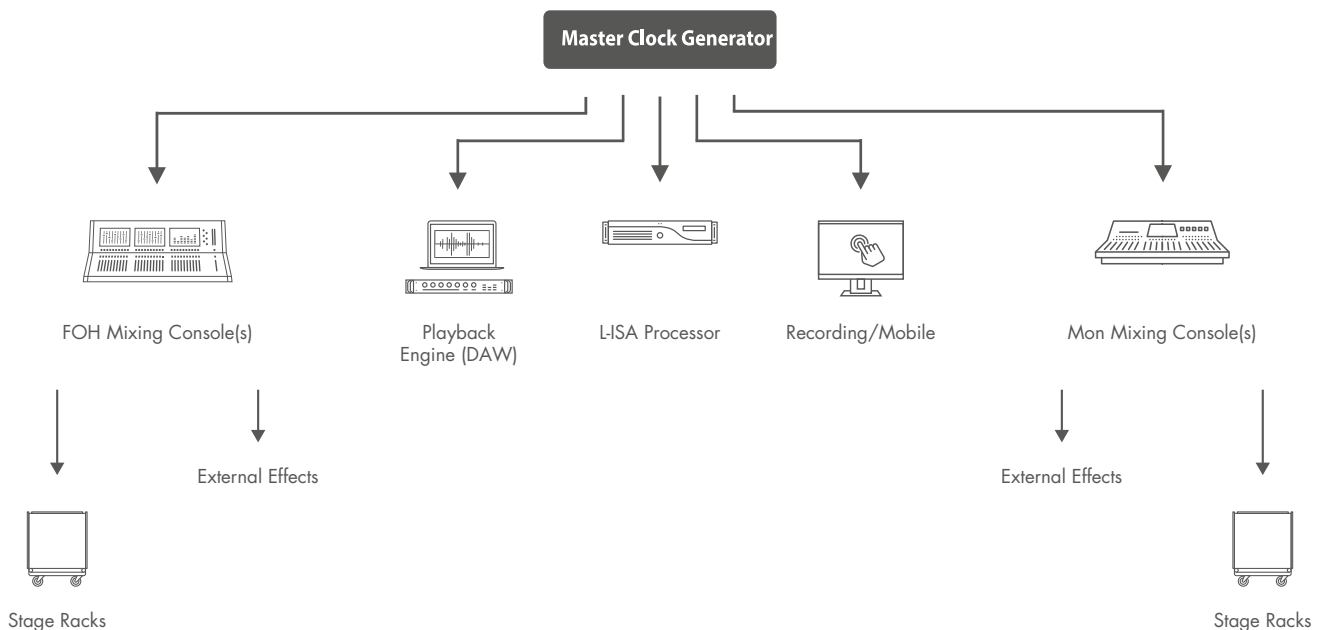 Master Clock Generator
FOH Mixing Console(s)
Playback
Engine (DAW)
L-ISA Processor
Recording/Mobile
Mon Mixing Console(s)
External Effects
External Effects
Stage Racks
Stage Racks